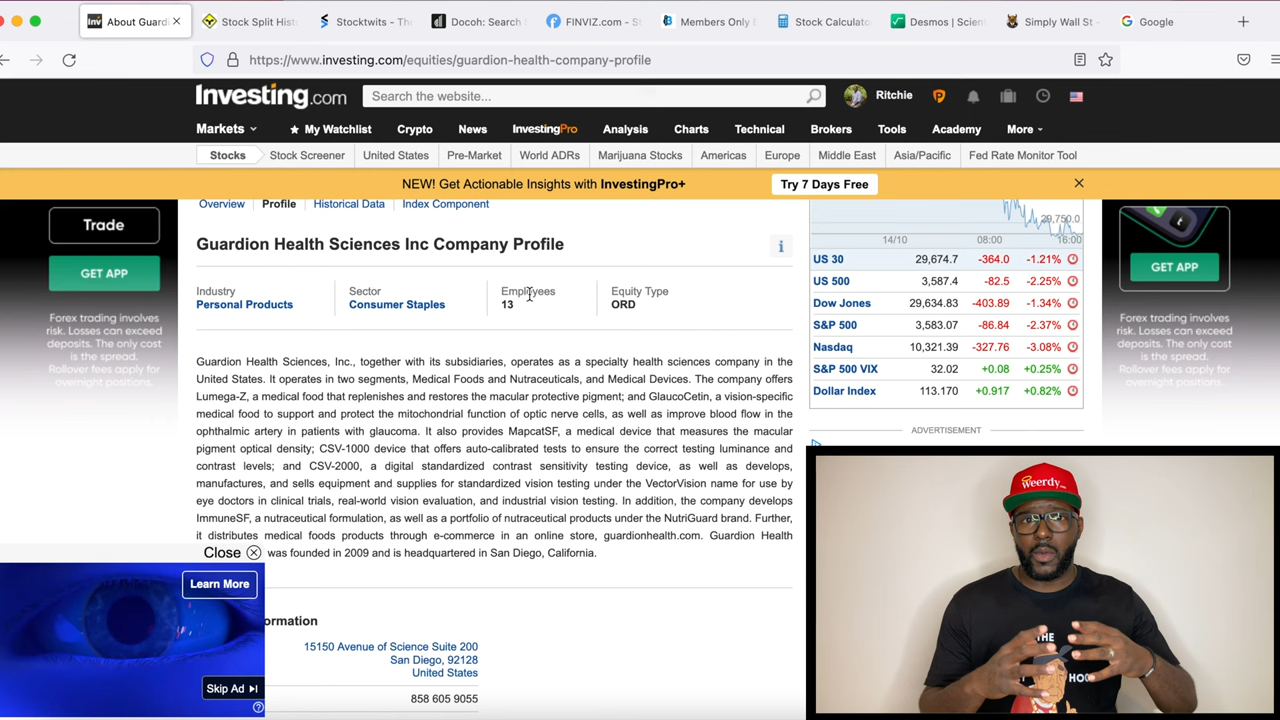 About Guardi
Stock Split Hist
Stocktwits - The
Docoh: Search
FINVIZ.com - St
Members Only
Stock Calculato
Desmos | Scien
Simply Wall St -
Google
https://www.investing.com/equities/guardion-health-company-profile
Investing.com
Search the website...
Ritchie
Markets
My Watchlist
Crypto
News
InvestingPro
Analysis
Charts
Technical
Brokers
Tools
Academy
More
Stocks
Stock Screener
United States
Pre-Market
World ADRs
Marijuana Stocks
Americas
Europe
Middle East
Asia/Pacific
Fed Rate Monitor Tool
NEW! Get Actionable Insights with InvestingPro+
Try 7 Days Free
Trade
GET APP
Forex trading involves
risk. Losses can exceed
deposits. The only cost
is the spread.
Rollover fees apply for
overnight positions.
Overview
Profile
Historical Data
Index Component
Guardion Health Sciences Inc Company Profile
Industry
Personal Products
Sector
Consumer Staples
Employees
13
Equity Type
ORD
Guardion Health Sciences, Inc., together with its subsidiaries, operates as a specialty health sciences company in the
United States. It operates in two segments, Medical Foods and Nutraceuticals, and Medical Devices. The company offers
Lumega-Z, a medical food that replenishes and restores the macular protective pigment; and GlaucoCetin, a vision-specific
medical food to support and protect the mitochondrial function of optic nerve cells, as well as improve blood flow in the
ophthalmic artery in patients with glaucoma. It also provides MapcatSF, a medical device that measures the macular
pigment optical density; CSV-1000 device that offers auto-calibrated tests to ensure the correct testing luminance and
contrast levels; and CSV-2000, a digital standardized contrast sensitivity testing device, as well as develops,
manufactures, and sells equipment and supplies for standardized vision testing under the VectorVision name for use by
eye doctors in clinical trials, real-world vision evaluation, and industrial vision testing. In addition, the company develops
ImmuneSF, a nutraceutical formulation, as well as a portfolio of nutraceutical products under the NutriGuard brand. Further,
it distributes medical foods products through e-commerce in an online store, guardionhealth.com. Guardion Health
was founded in 2009 and is headquartered in San Diego, California.
Close
Learn More
Skip Ad
ormation
15150 Avenue of Science Suite 200
San Diego, 92128
United States
858 605 9055
29,750.0
14/10
08:00
16:00
US 30 29,674.7 -364.0 -1.21%
US 500 3,587.4 -82.5 -2.25%
Dow Jones 29,634.83 -403.89 -1.34%
S&P 500 3,583.07 -86.84 -2.37%
Nasdaq 10,321.39 -327.76 -3.08%
S&P 500 VIX 32.02 +0.08 +0.25%
Dollar Index 113.170 +0.917 +0.82%
ADVERTISEMENT
GET APP
Forex trading involves
risk. Losses can exceed
deposits. The only cost
is the spread.
Rollover fees apply for
overnight positions.
Weerdy
THE